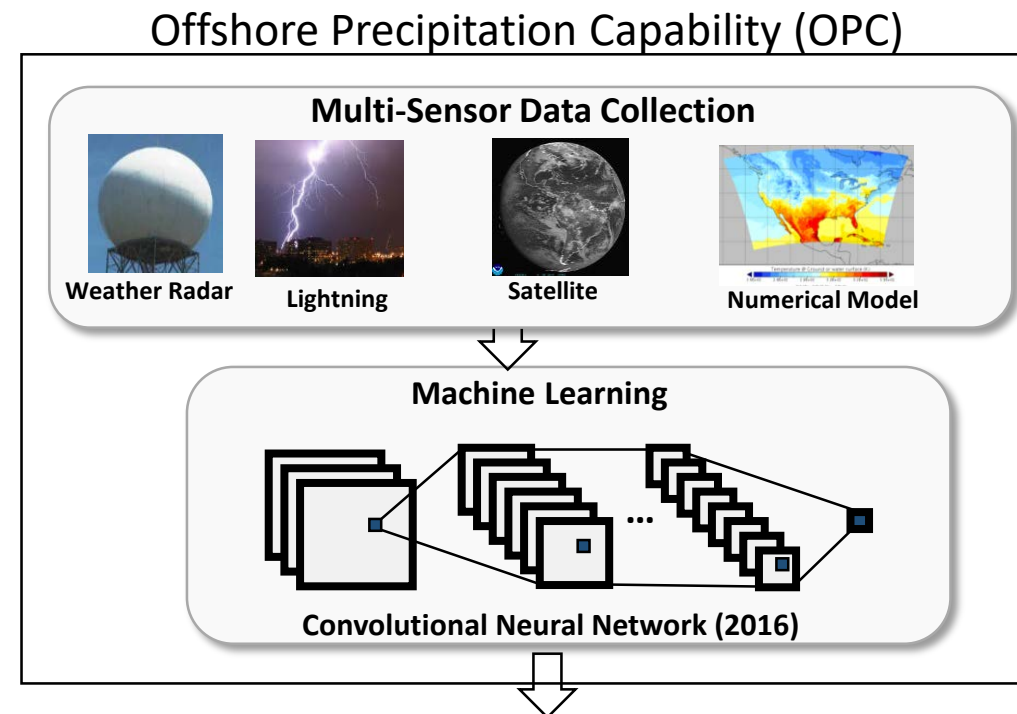 Offshore Precipitation Capability (OPC)
Multi-Sensor Data Collection
Weather Radar
Lightning
Satellite
Numerical Model
Machine Learning
...
Convolutional Neural Network (2016)